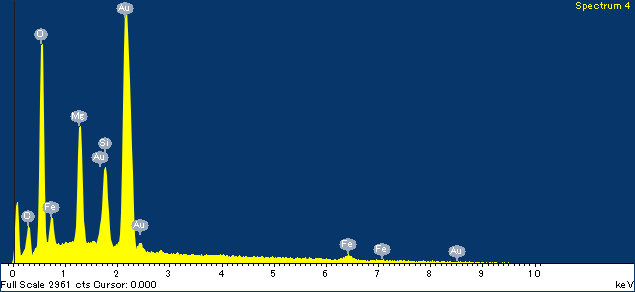 Spectrum 4
Au
O
Mg
Si
Au
Fe
C
Au
Fe
Fe
Au
0 1 2 3 4 5 6 7 8 9 10
Full Scale 2961 cts Cursor: 0.000 keV